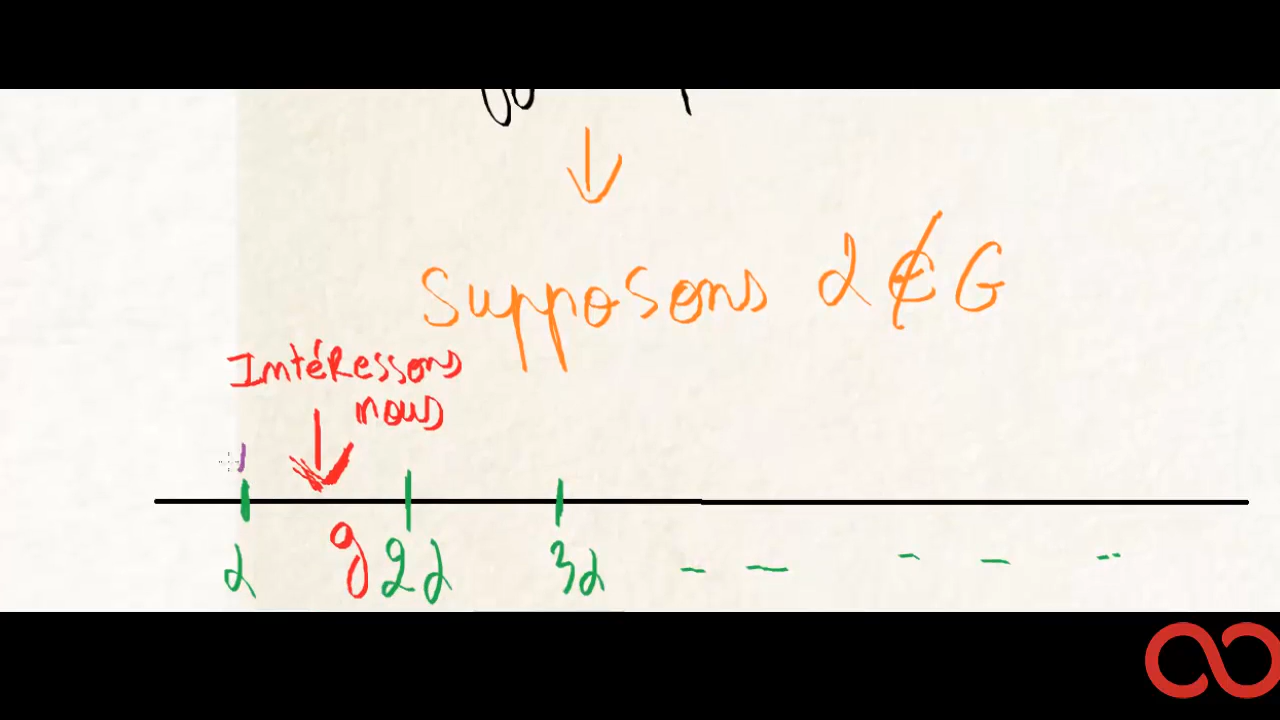 Supposons α ∉ G
Intéressons
nous
α g 2α 3α - - - - -